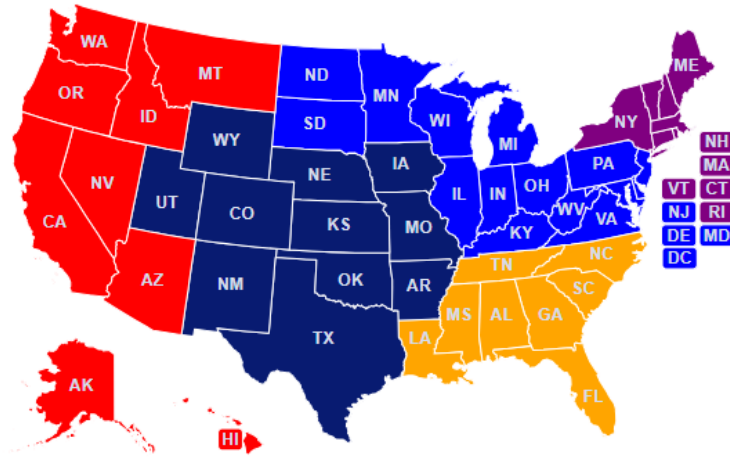 WA
OR
ID
MT
WY
NV
CA
UT
CO
AZ
NM
ND
SD
NE
KS
OK
TX
MN
IA
MO
AR
LA
WI
IL
MI
IN
OH
KY
WV
VA
PA
NY
ME
TN
NC
SC
MS
AL
GA
FL
AK
HI
NH
MA
VT CT
NJ RI
DE MD
DC